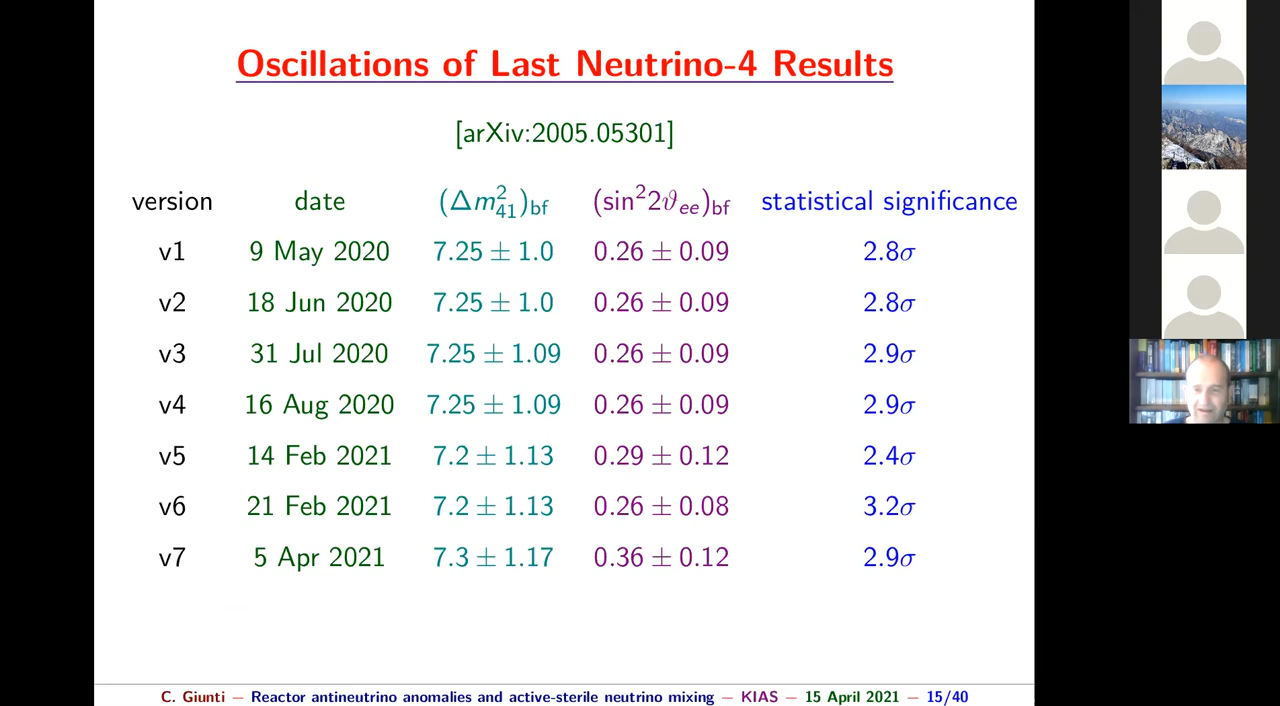 Oscillations of Last Neutrino-4 Results
[arXiv:2005.05301]
version date (Δm²₄₁)bf (sin²2ϑee)bf statistical significance
v1 9 May 2020 7.25 ± 1.0 0.26 ± 0.09 2.8σ
v2 18 Jun 2020 7.25 ± 1.0 0.26 ± 0.09 2.8σ
v3 31 Jul 2020 7.25 ± 1.09 0.26 ± 0.09 2.9σ
v4 16 Aug 2020 7.25 ± 1.09 0.26 ± 0.09 2.9σ
v5 14 Feb 2021 7.2 ± 1.13 0.29 ± 0.12 2.4σ
v6 21 Feb 2021 7.2 ± 1.13 0.26 ± 0.08 3.2σ
v7 5 Apr 2021 7.3 ± 1.17 0.36 ± 0.12 2.9σ
C. Giunti − Reactor antineutrino anomalies and active-sterile neutrino mixing − KIAS − 15 April 2021 − 15/40